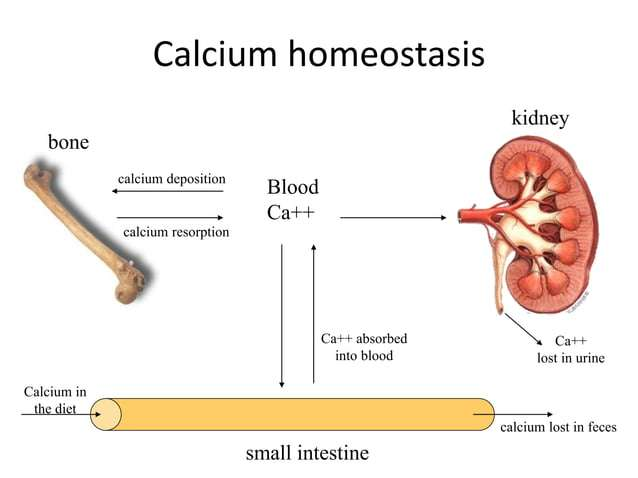 Calcium homeostasis
kidney
bone
calcium deposition
Blood
Ca++
calcium resorption
Ca++ absorbed
into blood
Ca++
lost in urine
Calcium in
the diet
calcium lost in feces
small intestine